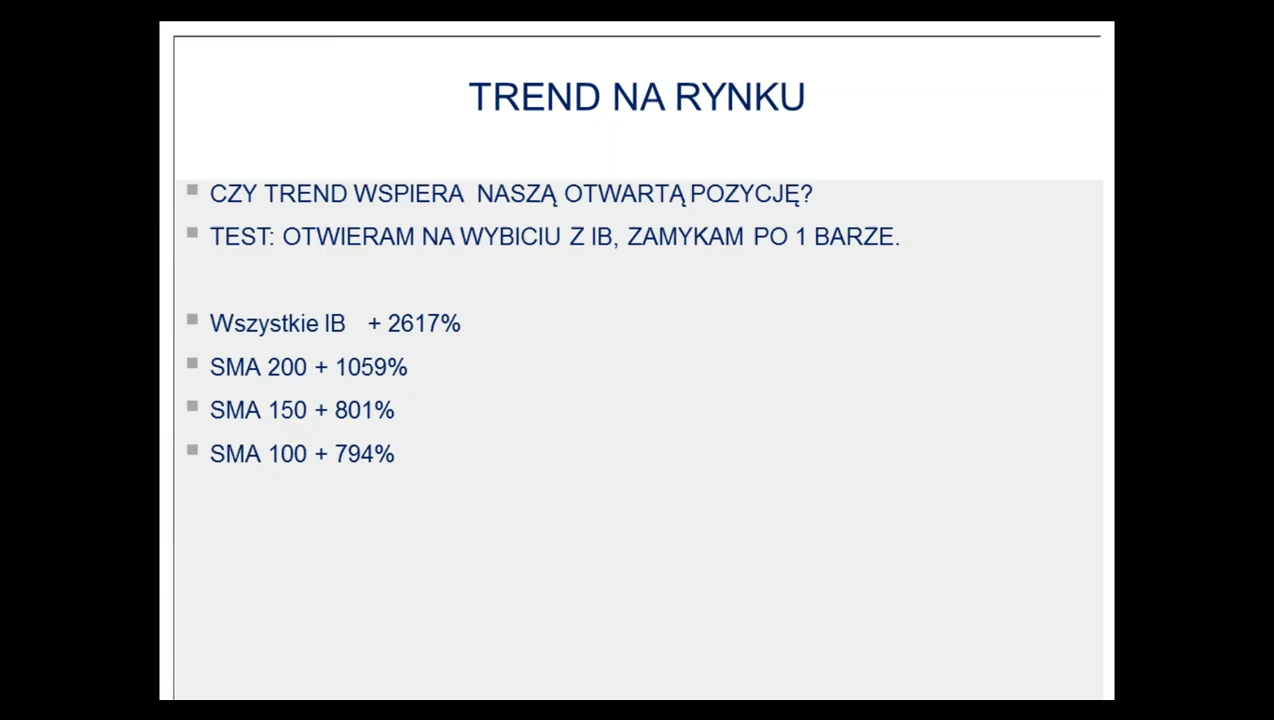 TREND NA RYNKU
CZY TREND WSPIERA NASZĄ OTWARTĄ POZYCJĘ?
TEST: OTWIERAM NA WYBICIU Z IB, ZAMYKAM PO 1 BARZE.
Wszystkie IB + 2617%
SMA 200 + 1059%
SMA 150 + 801%
SMA 100 + 794%